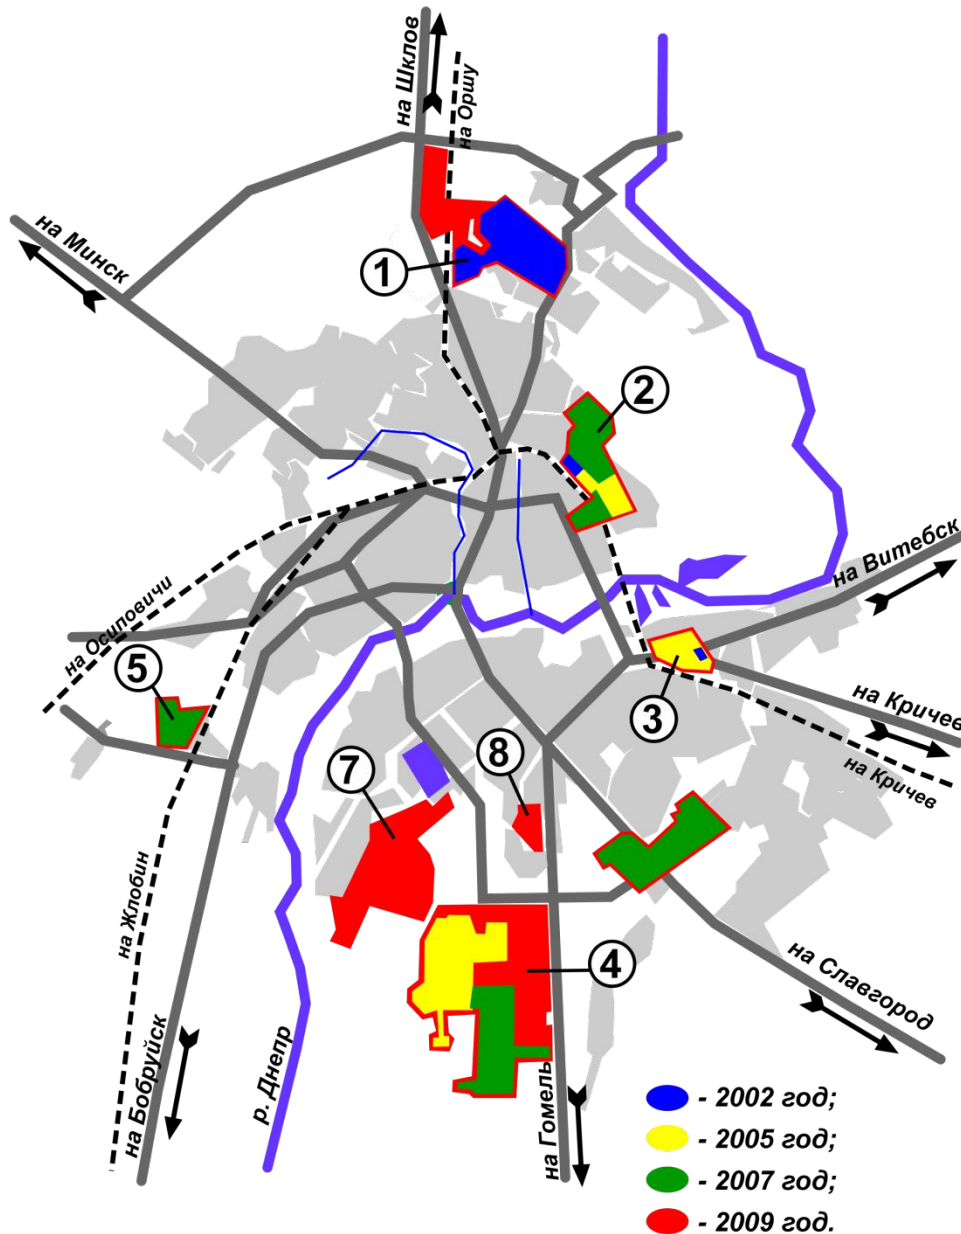 на Шклов
на Оршу
на Минск
1
2
на Витебск
на Осиповичи
5
3
на Кричев
на Кричев
7
8
на Жлобин
4
на Славгород
на Бобруйск
р. Днепр
на Гомель
- 2002 год;
- 2005 год;
- 2007 год;
- 2009 год.